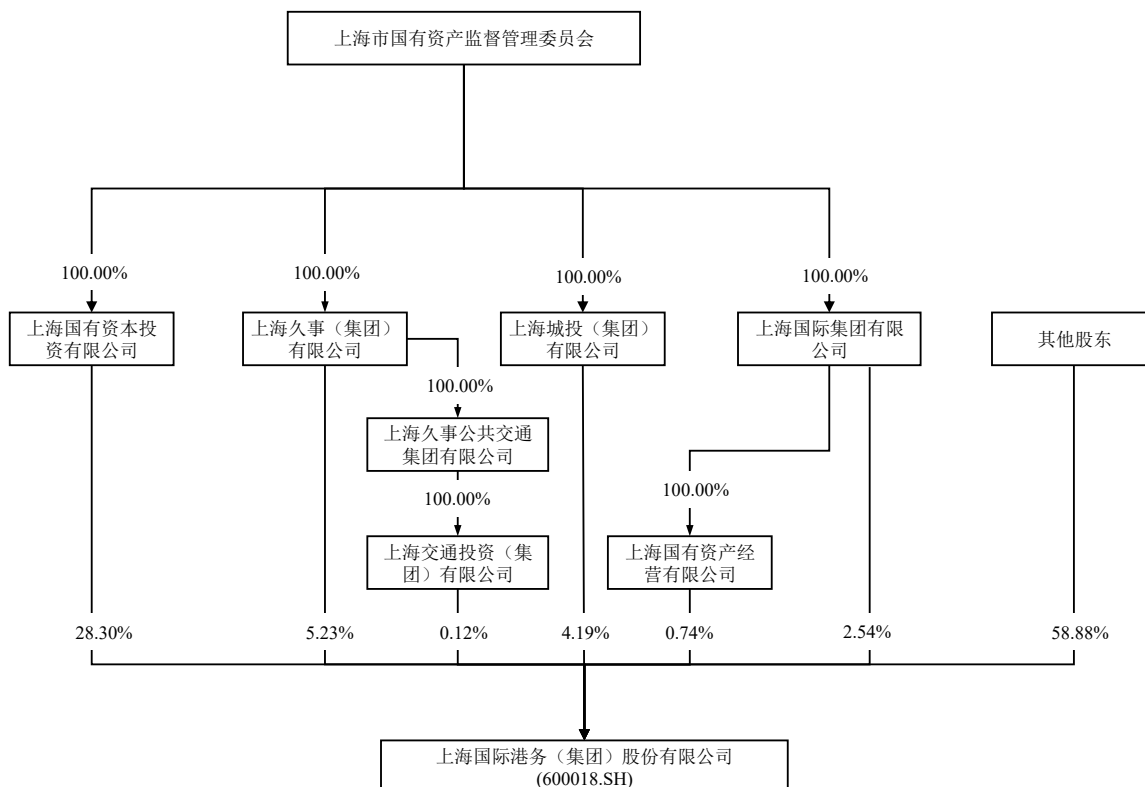 上海市国有资产监督管理委员会
100.00%
100.00%
100.00%
100.00%
上海国有资本投
资有限公司
上海久事（集团）
有限公司
上海城投（集团）
有限公司
上海国际集团有限
公司
其他股东
100.00%
上海久事公共交通
集团有限公司
100.00%
100.00%
上海交通投资（集
团）有限公司
上海国有资产经
营有限公司
28.30%
5.23%
0.12%
4.19%
0.74%
2.54%
58.88%
上海国际港务（集团）股份有限公司
(600018.SH)